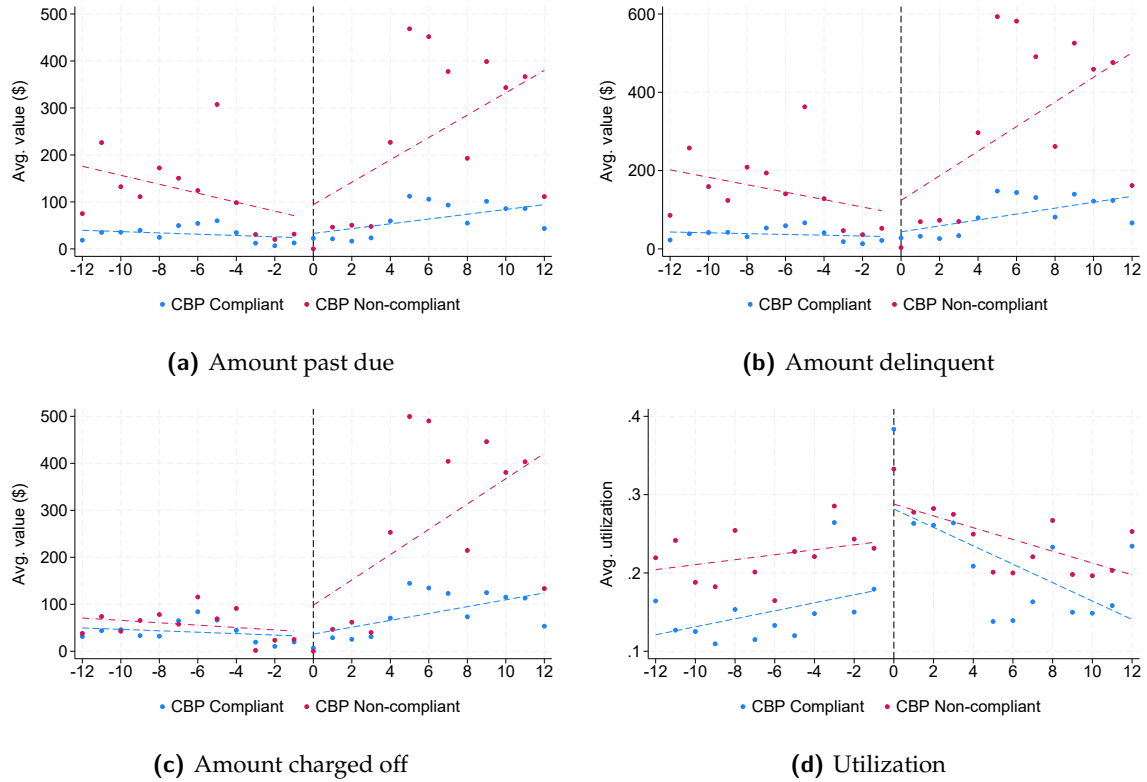 500
400
300
200
100
0
Avg. value ($)
-12 -10 -8 -6 -4 -2 0 2 4 6 8 10 12
CBP Compliant CBP Non-compliant
(a) Amount past due
600
400
200
0
Avg. value ($)
-12 -10 -8 -6 -4 -2 0 2 4 6 8 10 12
CBP Compliant CBP Non-compliant
(b) Amount delinquent
500
400
300
200
100
0
Avg. value ($)
-12 -10 -8 -6 -4 -2 0 2 4 6 8 10 12
CBP Compliant CBP Non-compliant
(c) Amount charged off
.4
.3
.2
.1
Avg. utilization
-12 -10 -8 -6 -4 -2 0 2 4 6 8 10 12
CBP Compliant CBP Non-compliant
(d) Utilization